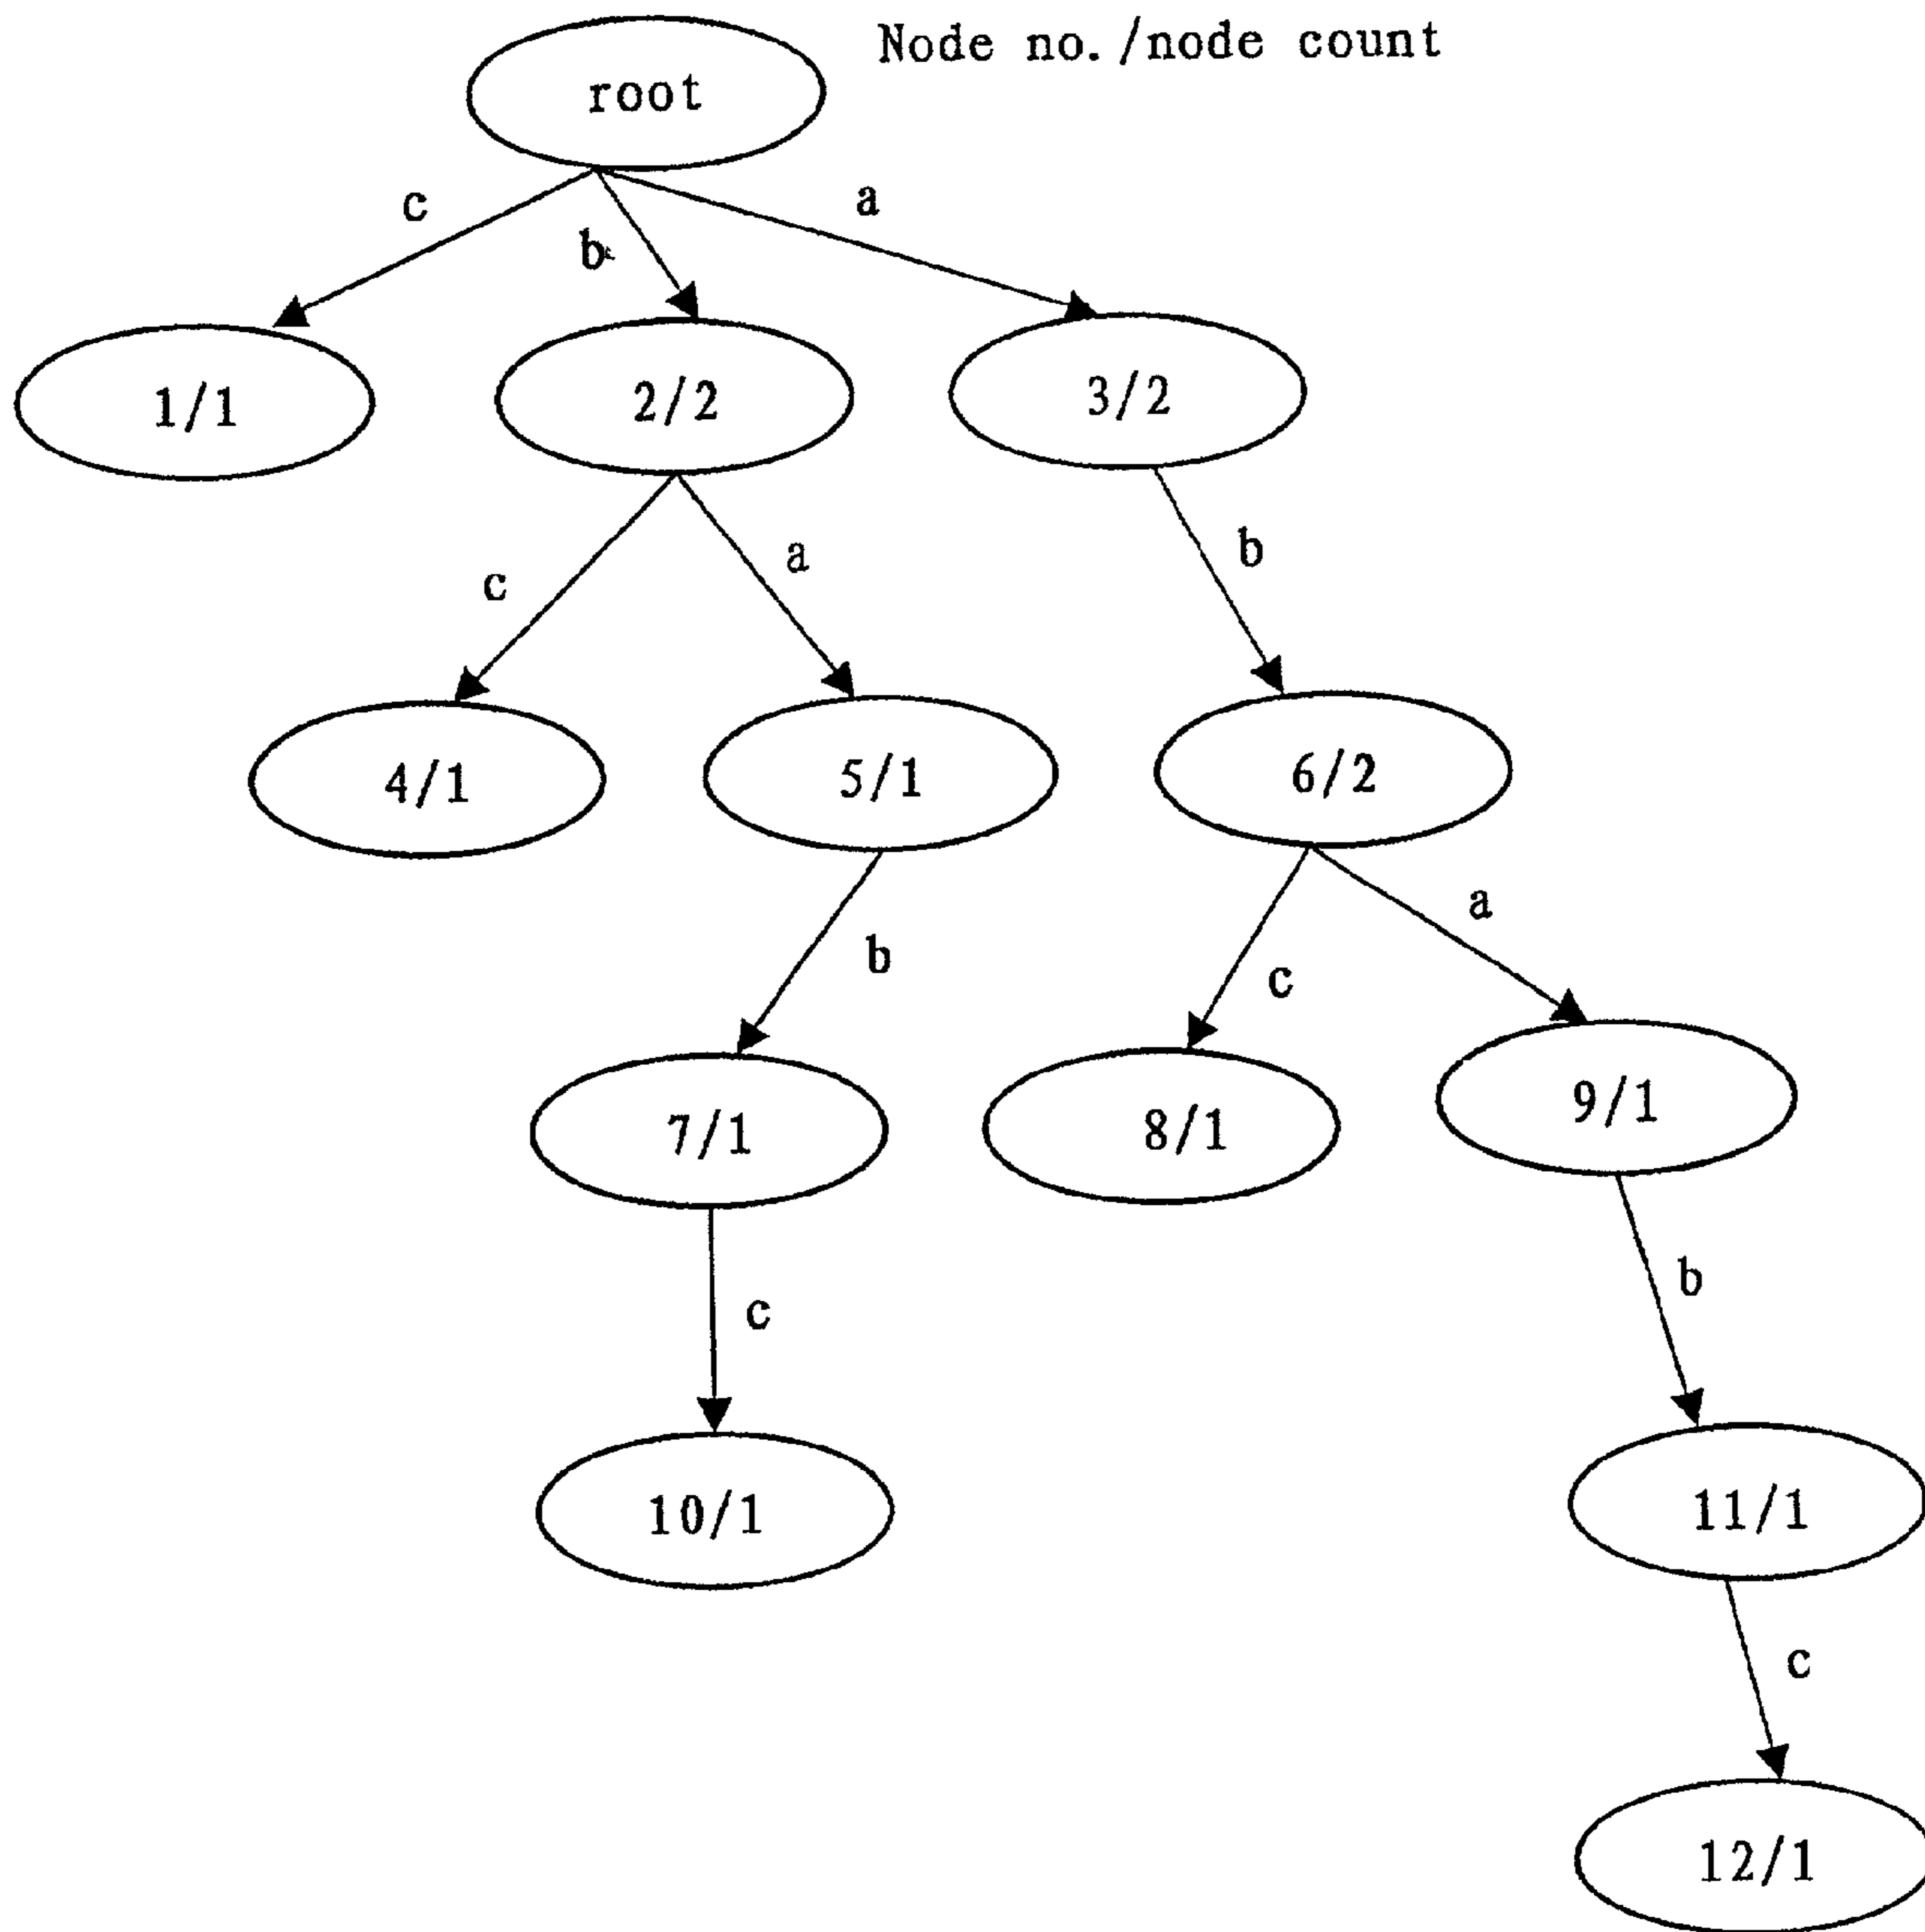 Node no./node count
root
c
b
a
1/1
2/2
3/2
c
a
b
4/1
5/1
6/2
b
c
a
7/1
8/1
9/1
c
b
10/1
11/1
c
12/1